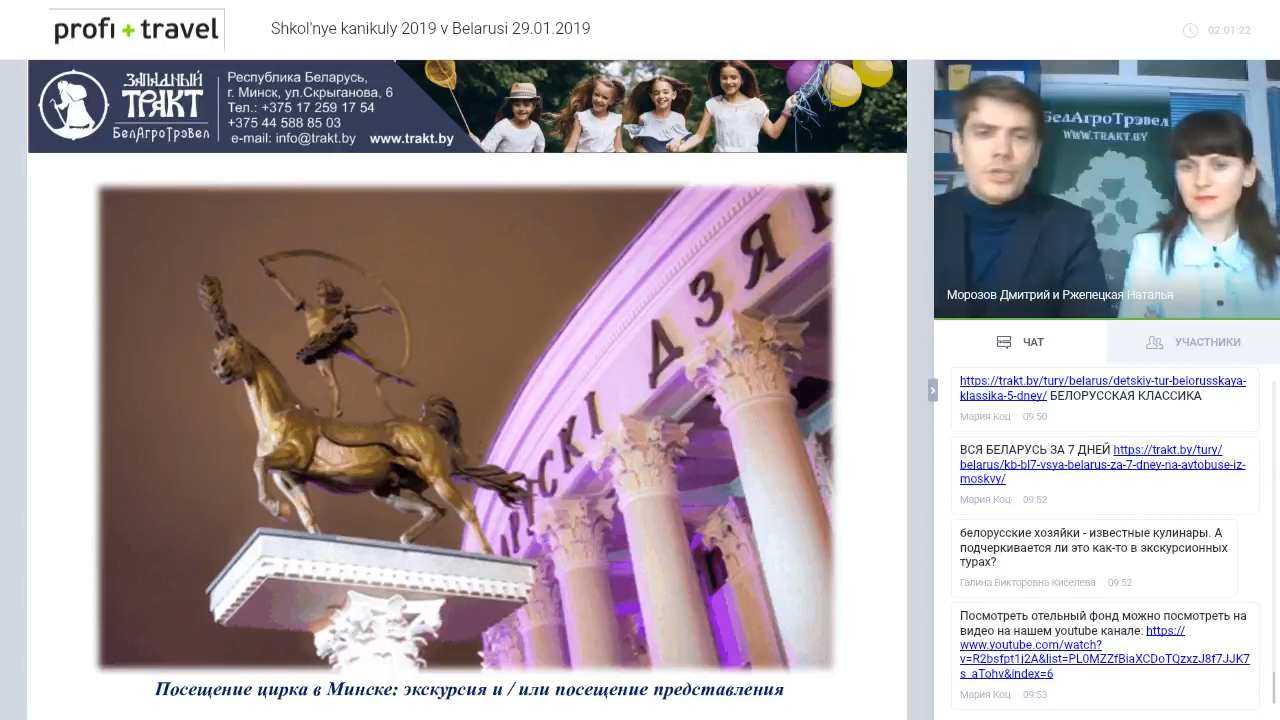 profi + travel
Shkol'nye kanikuly 2019 v Belarusi 29.01.2019
02:01:22
ЗАПАДНЫЙ
ТРАКТ
БелАгроТрэвел
Республика Беларусь,
г. Минск, ул.Скрыганова, 6
Тел.: +375 17 259 17 54
+375 44 588 85 03
e-mail: info@trakt.by www.trakt.by
ДЗЯР
РУСКІ
Посещение цирка в Минске: экскурсия и / или посещение представления
БелАгроТрэвел
WWW.TRAKT.BY
Морозов Дмитрий и Ржепецкая Наталья
ЧАТ
УЧАСТНИКИ
https://trakt.by/tury/belarus/detskiy-tur-belorusskaya-
klassika-5-dney/ БЕЛОРУССКАЯ КЛАССИКА
Мария Коц 09:50
ВСЯ БЕЛАРУСЬ ЗА 7 ДНЕЙ https://trakt.by/tury/
belarus/kb-bl7-vsya-belarus-za-7-dney-na-avtobuse-iz-
moskvy/
Мария Коц 09:52
белорусские хозяйки - известные кулинары. А
подчеркивается ли это как-то в экскурсионных
турах?
Галина Викторовна Киселева 09:52
Посмотреть отельный фонд можно посмотреть на
видео на нашем youtube канале: https://
www.youtube.com/watch?
v=R2bsfpt1i2A&list=PL0MZZfBiaXCDoTQzxzJ8f7JJK7
s_aTohv&index=6
Мария Коц 09:53